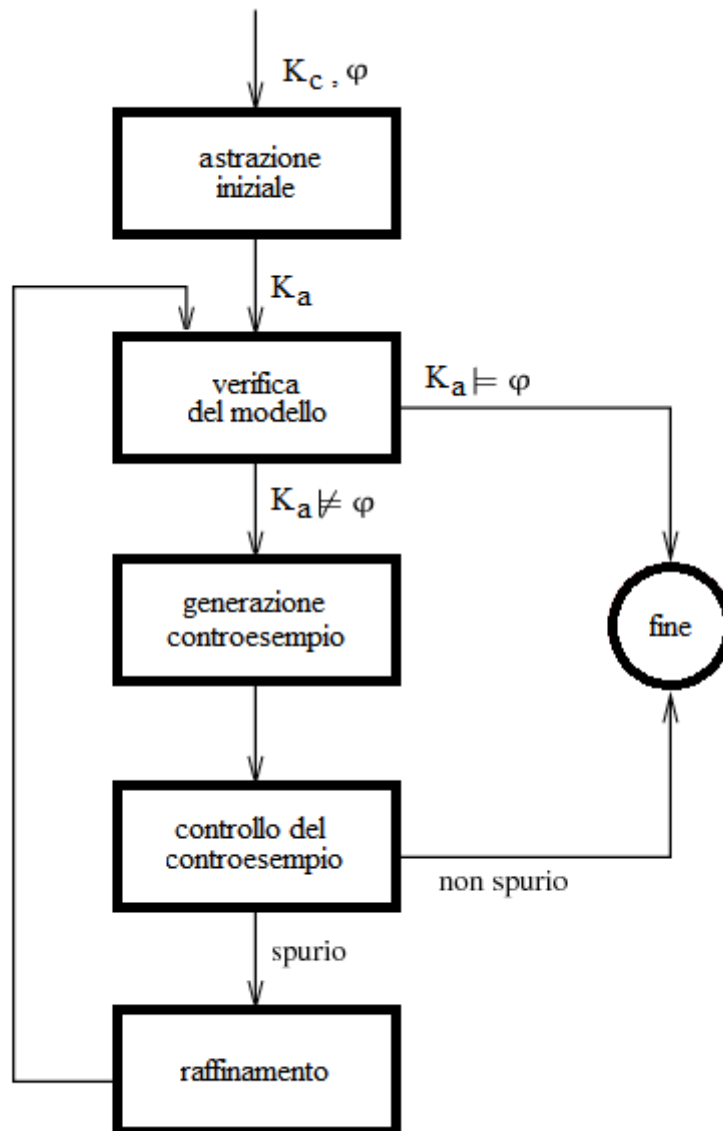 K_c , φ
astrazione
iniziale
K_a
verifica
del modello
K_a ⊨ φ
K_a ⊭ φ
generazione
controesempio
fine
controllo del
controesempio
non spurio
spurio
raffinamento